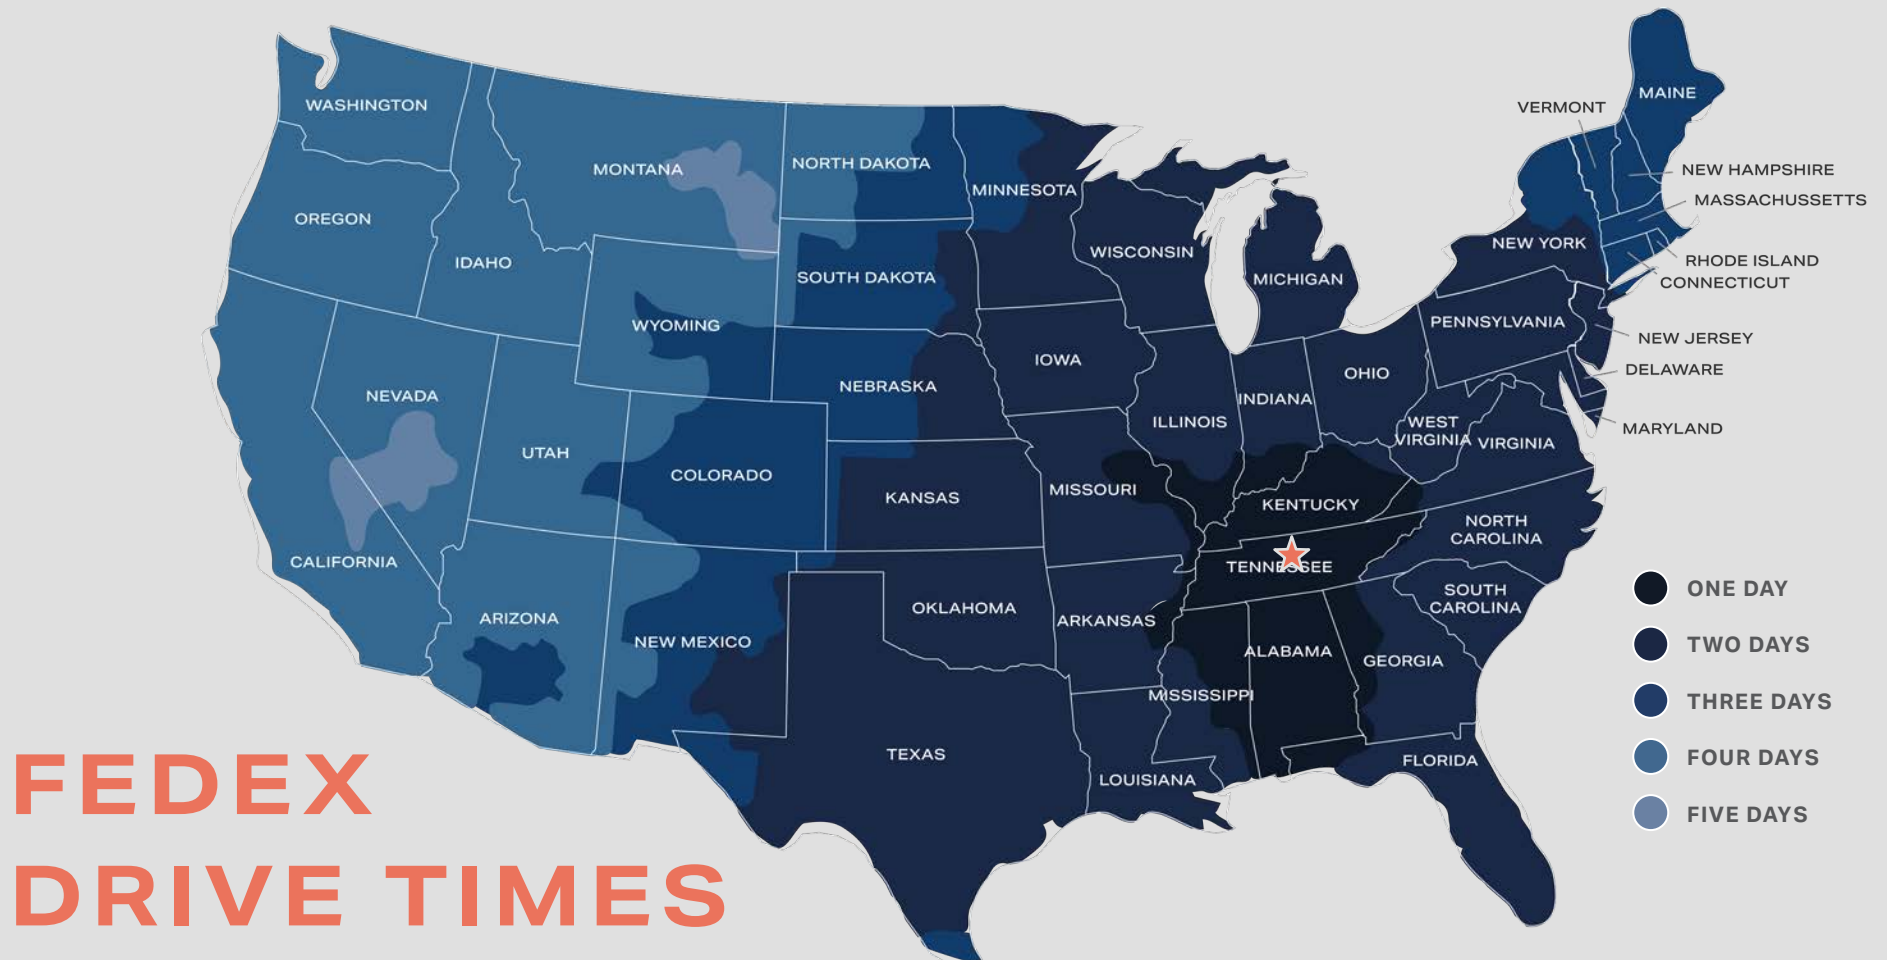 WASHINGTON
OREGON
IDAHO
MONTANA
NORTH DAKOTA
MINNESOTA
SOUTH DAKOTA
WYOMING
NEBRASKA
IOWA
WISCONSIN
MICHIGAN
NEVADA
UTAH
COLORADO
KANSAS
MISSOURI
ILLINOIS
INDIANA
OHIO
PENNSYLVANIA
NEW YORK
VERMONT
MAINE
NEW HAMPSHIRE
MASSACHUSSETTS
RHODE ISLAND
CONNECTICUT
NEW JERSEY
DELAWARE
MARYLAND
WEST
VIRGINIA
VIRGINIA
KENTUCKY
NORTH
CAROLINA
TENNESSEE
SOUTH
CAROLINA
CALIFORNIA
ARIZONA
NEW MEXICO
OKLAHOMA
ARKANSAS
MISSISSIPPI
ALABAMA
GEORGIA
TEXAS
LOUISIANA
FLORIDA
ONE DAY
TWO DAYS
THREE DAYS
FOUR DAYS
FIVE DAYS
FEDEX
DRIVE TIMES